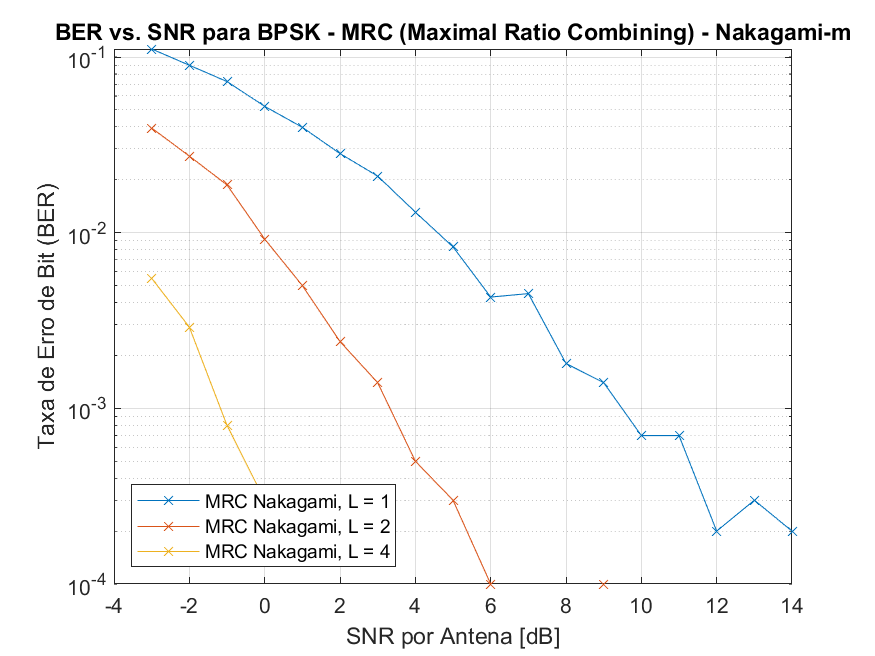 BER vs. SNR para BPSK - MRC (Maximal Ratio Combining) - Nakagami-m
10^-1
10^-2
10^-3
10^-4
Taxa de Erro de Bit (BER)
MRC Nakagami, L = 1
MRC Nakagami, L = 2
MRC Nakagami, L = 4
-4 -2 0 2 4 6 8 10 12 14
SNR por Antena [dB]